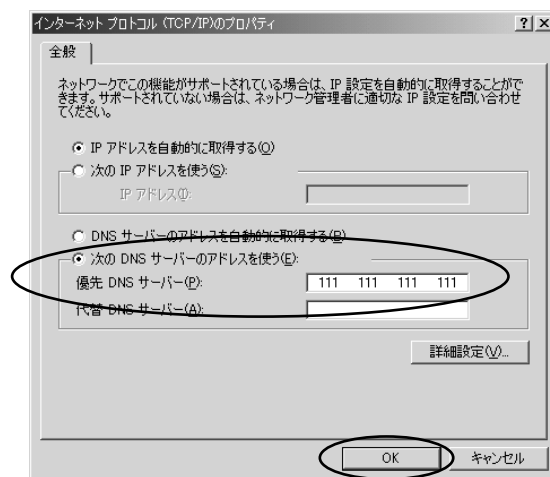 インターネット プロトコル (TCP/IP)のプロパティ
全般
ネットワークでこの機能がサポートされている場合は、IP 設定を自動的に取得することがで
きます。サポートされていない場合は、ネットワーク管理者に適切な IP 設定を問い合わせ
てください。
IP アドレスを自動的に取得する(O)
次の IP アドレスを使う(S):
IP アドレス(I):
DNS サーバーのアドレスを自動的に取得する(B)
次の DNS サーバーのアドレスを使う(E):
優先 DNS サーバー(P): 111 111 111 111
代替 DNS サーバー(A):
詳細設定(V)...
OK キャンセル